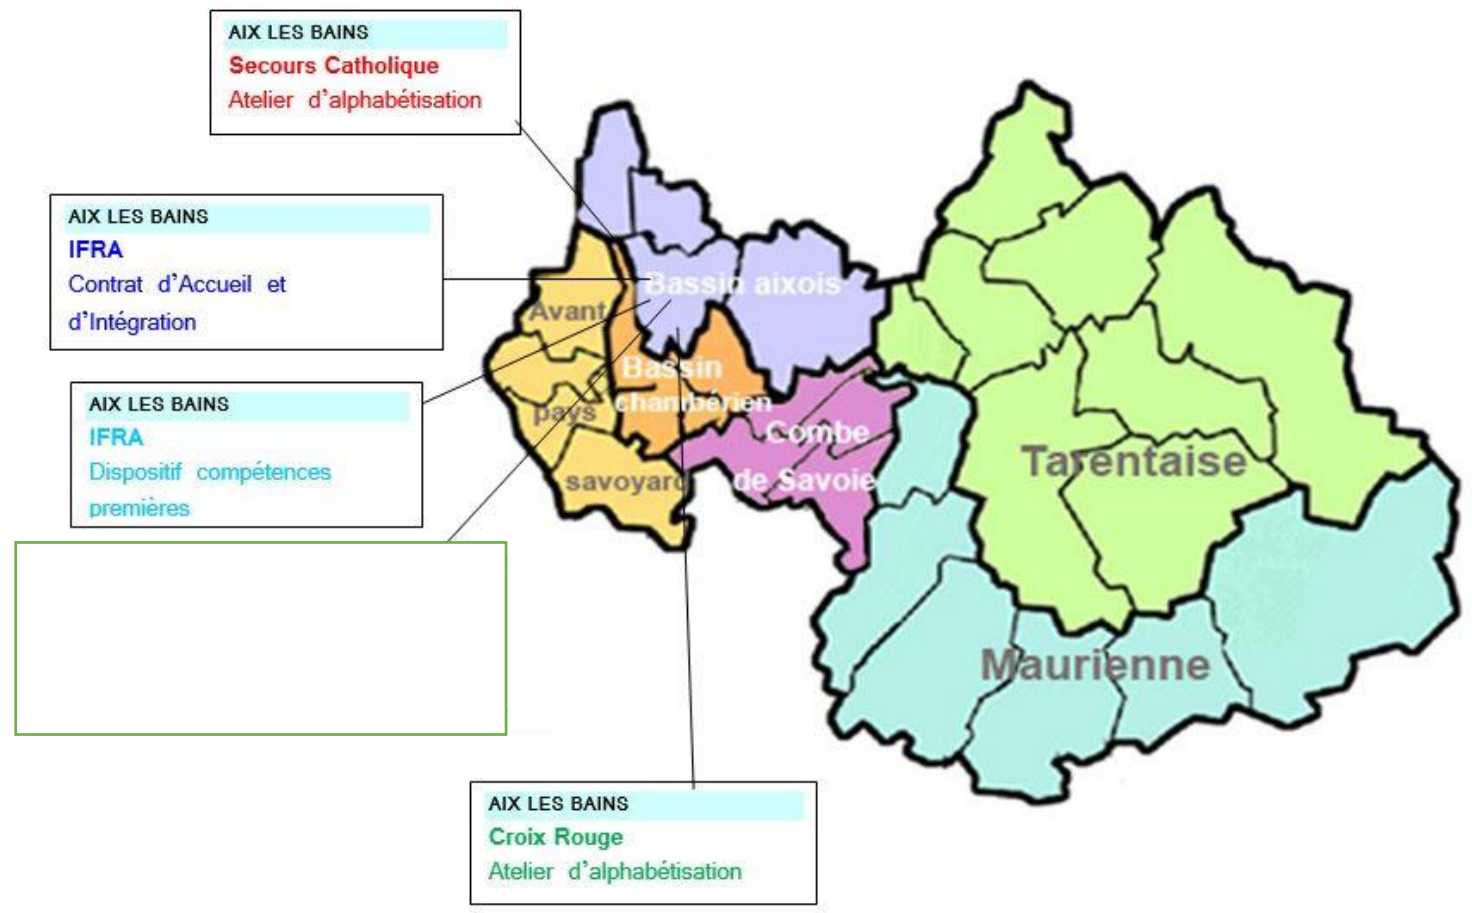 AIX LES BAINS
Secours Catholique
Atelier d'alphabétisation
AIX LES BAINS
IFRA
Contrat d'Accueil et
d'Intégration
AIX LES BAINS
IFRA
Dispositif compétences
premières
AIX LES BAINS
Croix Rouge
Atelier d'alphabétisation
Bassin aixois
Avant
pays
savoyard
Bassin
chambérien
Combe
de Savoie
Tarentaise
Maurienne